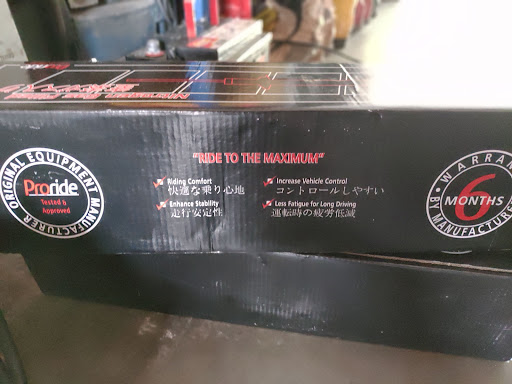 "RIDE TO THE MAXIMUM"
Riding Comfort
快適な乗り心地
Enhance Stability
走行安定性
Increase Vehicle Control
コントロールしやすい
Less Fatigue for Long Driving
運転時の疲労低減
ORIGINAL EQUIPMENT MANUFACTURER
Proride
Tested &
Approved
WARRAN
6
MONTHS
BY MANUFACTURE